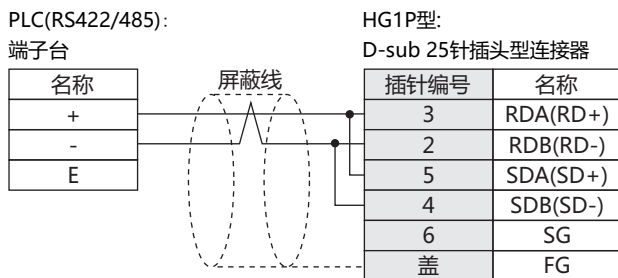 PLC(RS422/485):
端子台
名称
+
-
E
屏蔽线
HG1P型:
D-sub 25针插头型连接器
插针编号 名称
3 RDA(RD+)
2 RDB(RD-)
5 SDA(SD+)
4 SDB(SD-)
6 SG
盖 FG